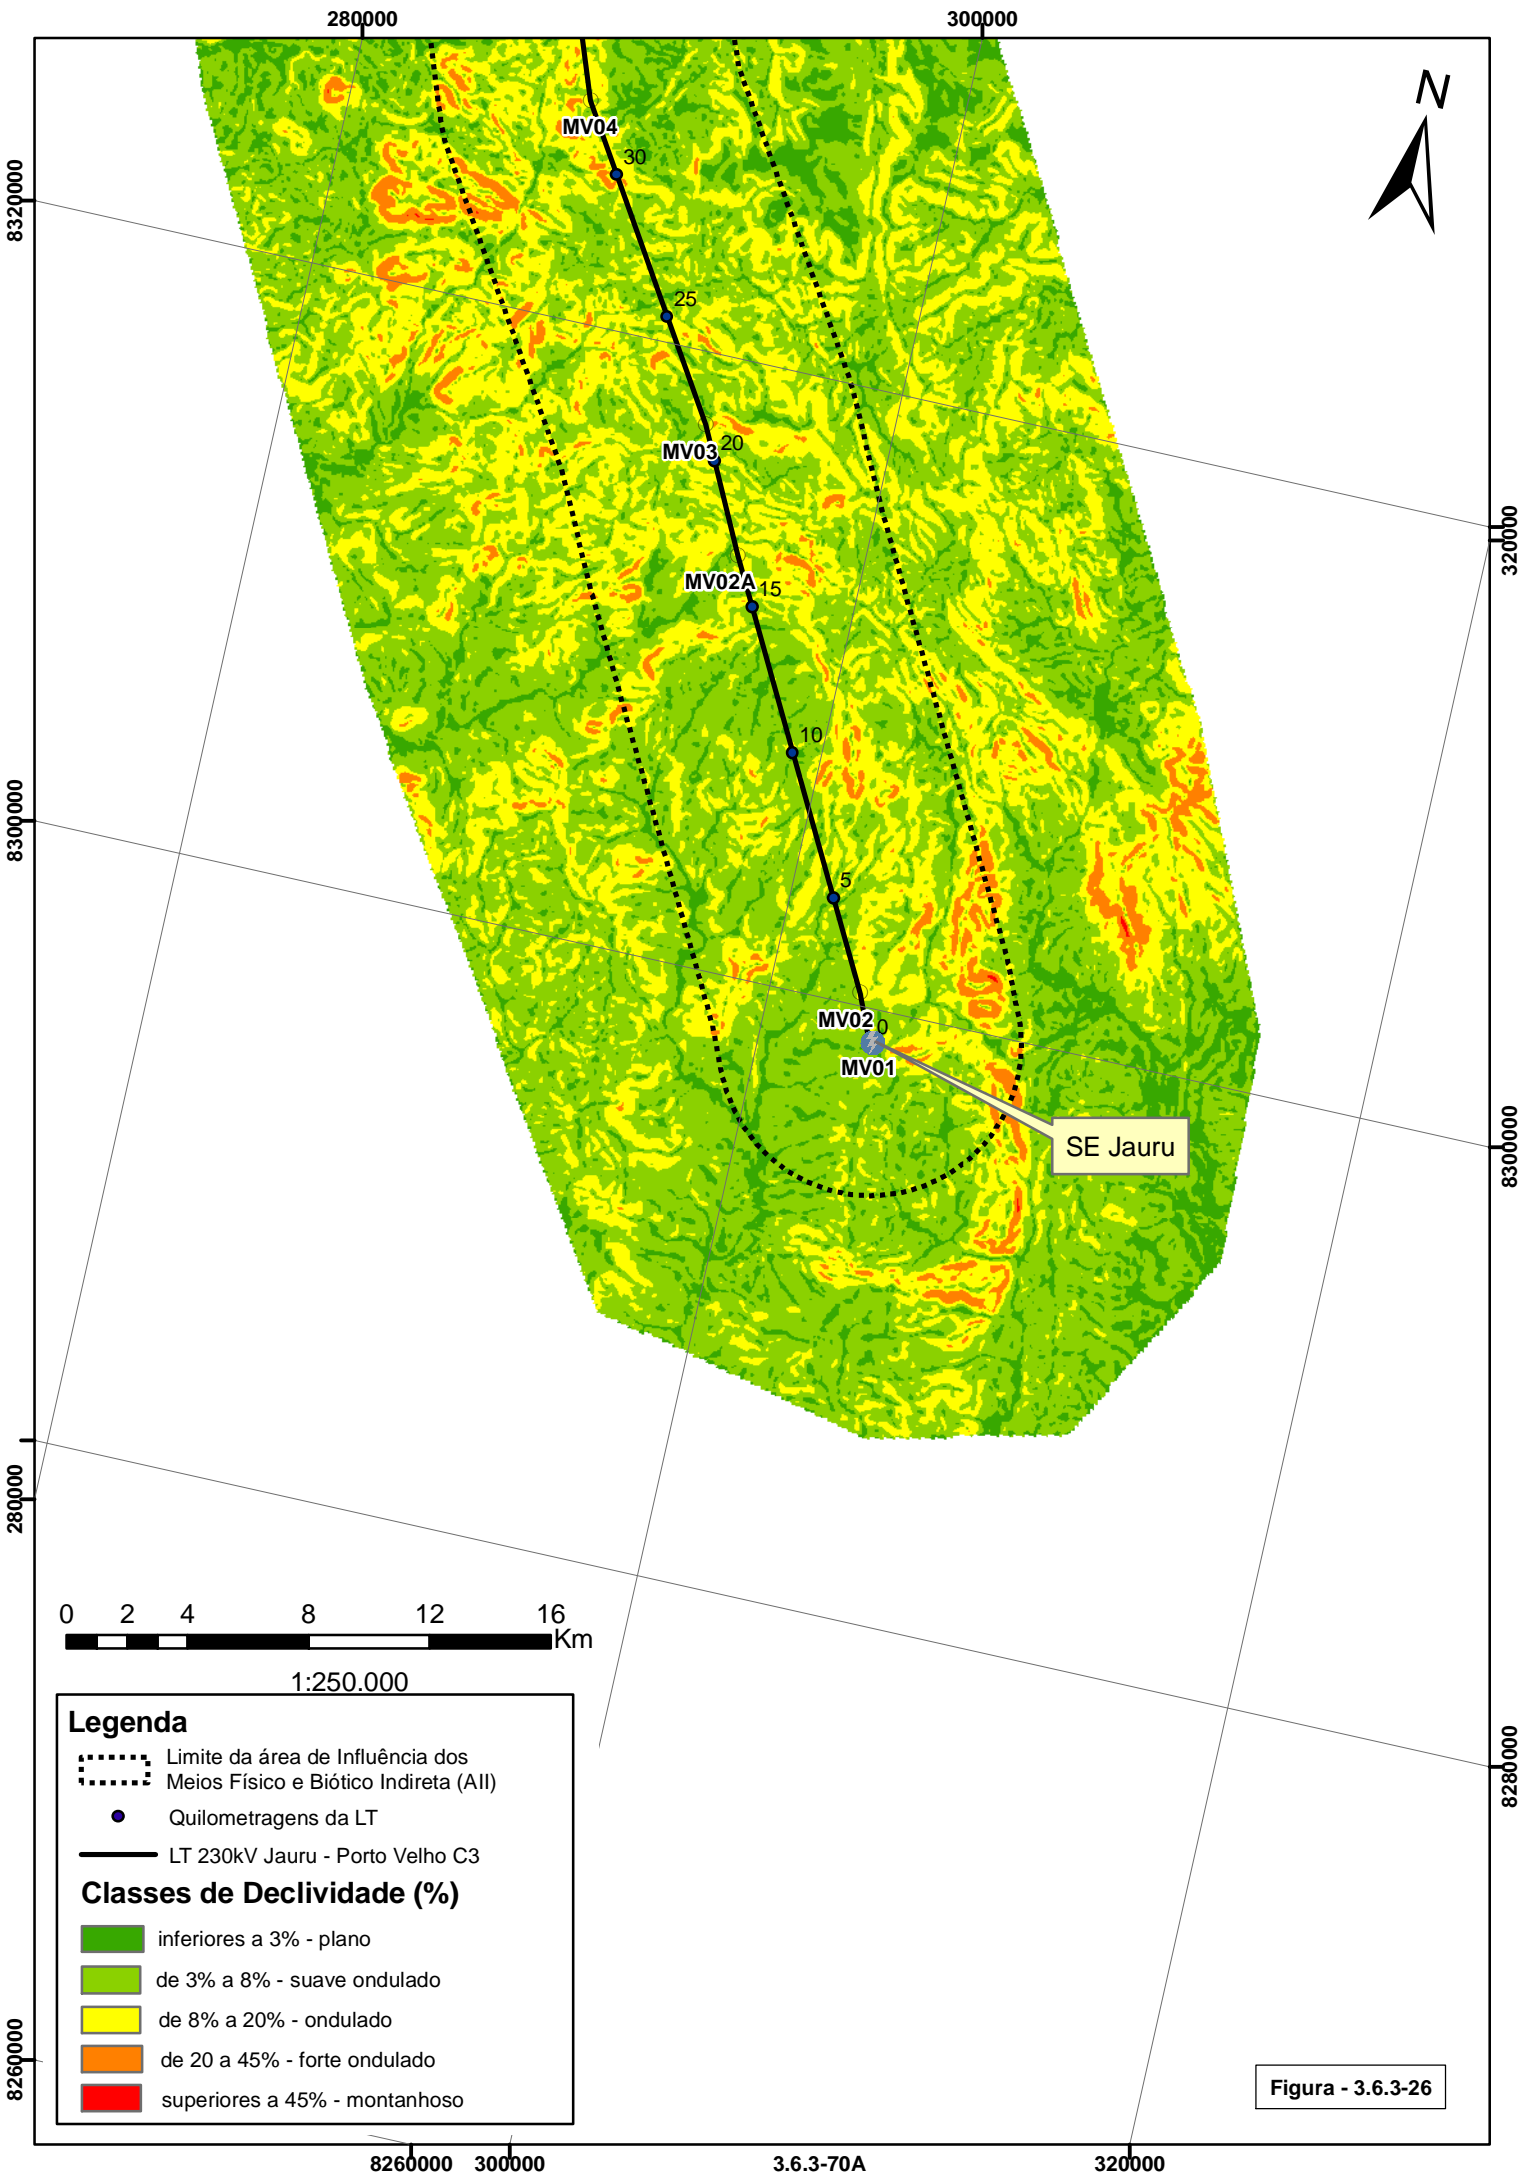 280000
300000
N
8320000
MV04
30
25
MV03
20
320000
MV02A
15
10
8300000
5
MV02
0
MV01
SE Jauru
8300000
280000
0 2 4 8 12 16
Km
1:250.000
Legenda
Limite da área de Influência dos
Meios Físico e Biótico Indireta (AII)
Quilometragens da LT
LT 230kV Jauru - Porto Velho C3
Classes de Declividade (%)
inferiores a 3% - plano
de 3% a 8% - suave ondulado
de 8% a 20% - ondulado
de 20 a 45% - forte ondulado
superiores a 45% - montanhoso
8280000
8260000
Figura - 3.6.3-26
8260000
300000
3.6.3-70A
320000